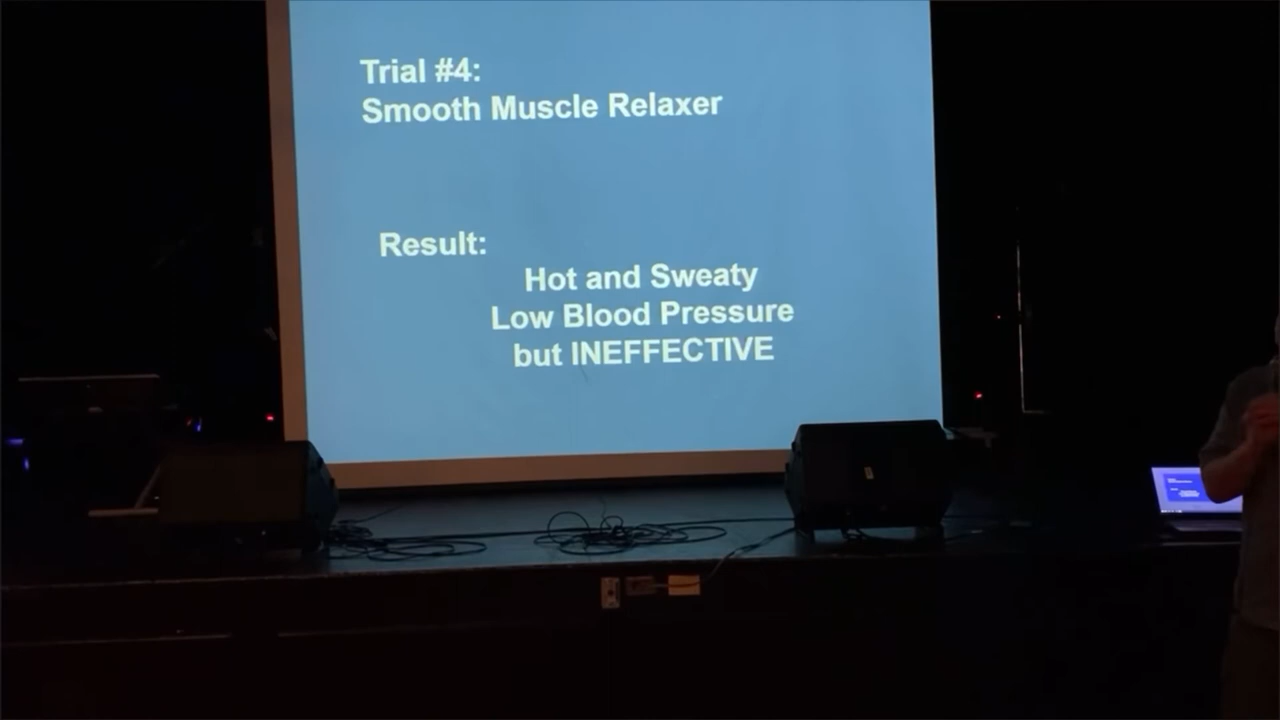 Trial #4:
Smooth Muscle Relaxer
Result:
Hot and Sweaty
Low Blood Pressure
but INEFFECTIVE